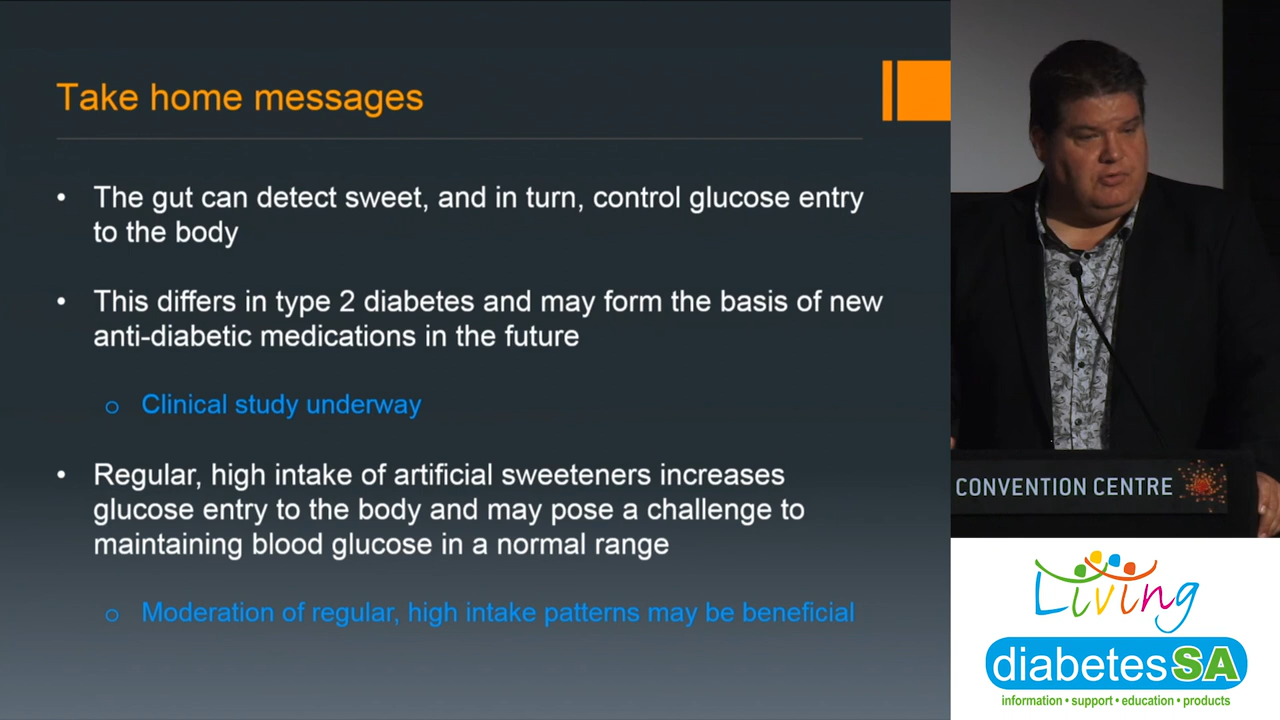 Take home messages
• The gut can detect sweet, and in turn, control glucose entry
to the body
• This differs in type 2 diabetes and may form the basis of new
anti-diabetic medications in the future
o Clinical study underway
• Regular, high intake of artificial sweeteners increases
glucose entry to the body and may pose a challenge to
maintaining blood glucose in a normal range
o Moderation of regular, high intake patterns may be beneficial
CONVENTION CENTRE
Living
diabetesSA
information • support • education • products